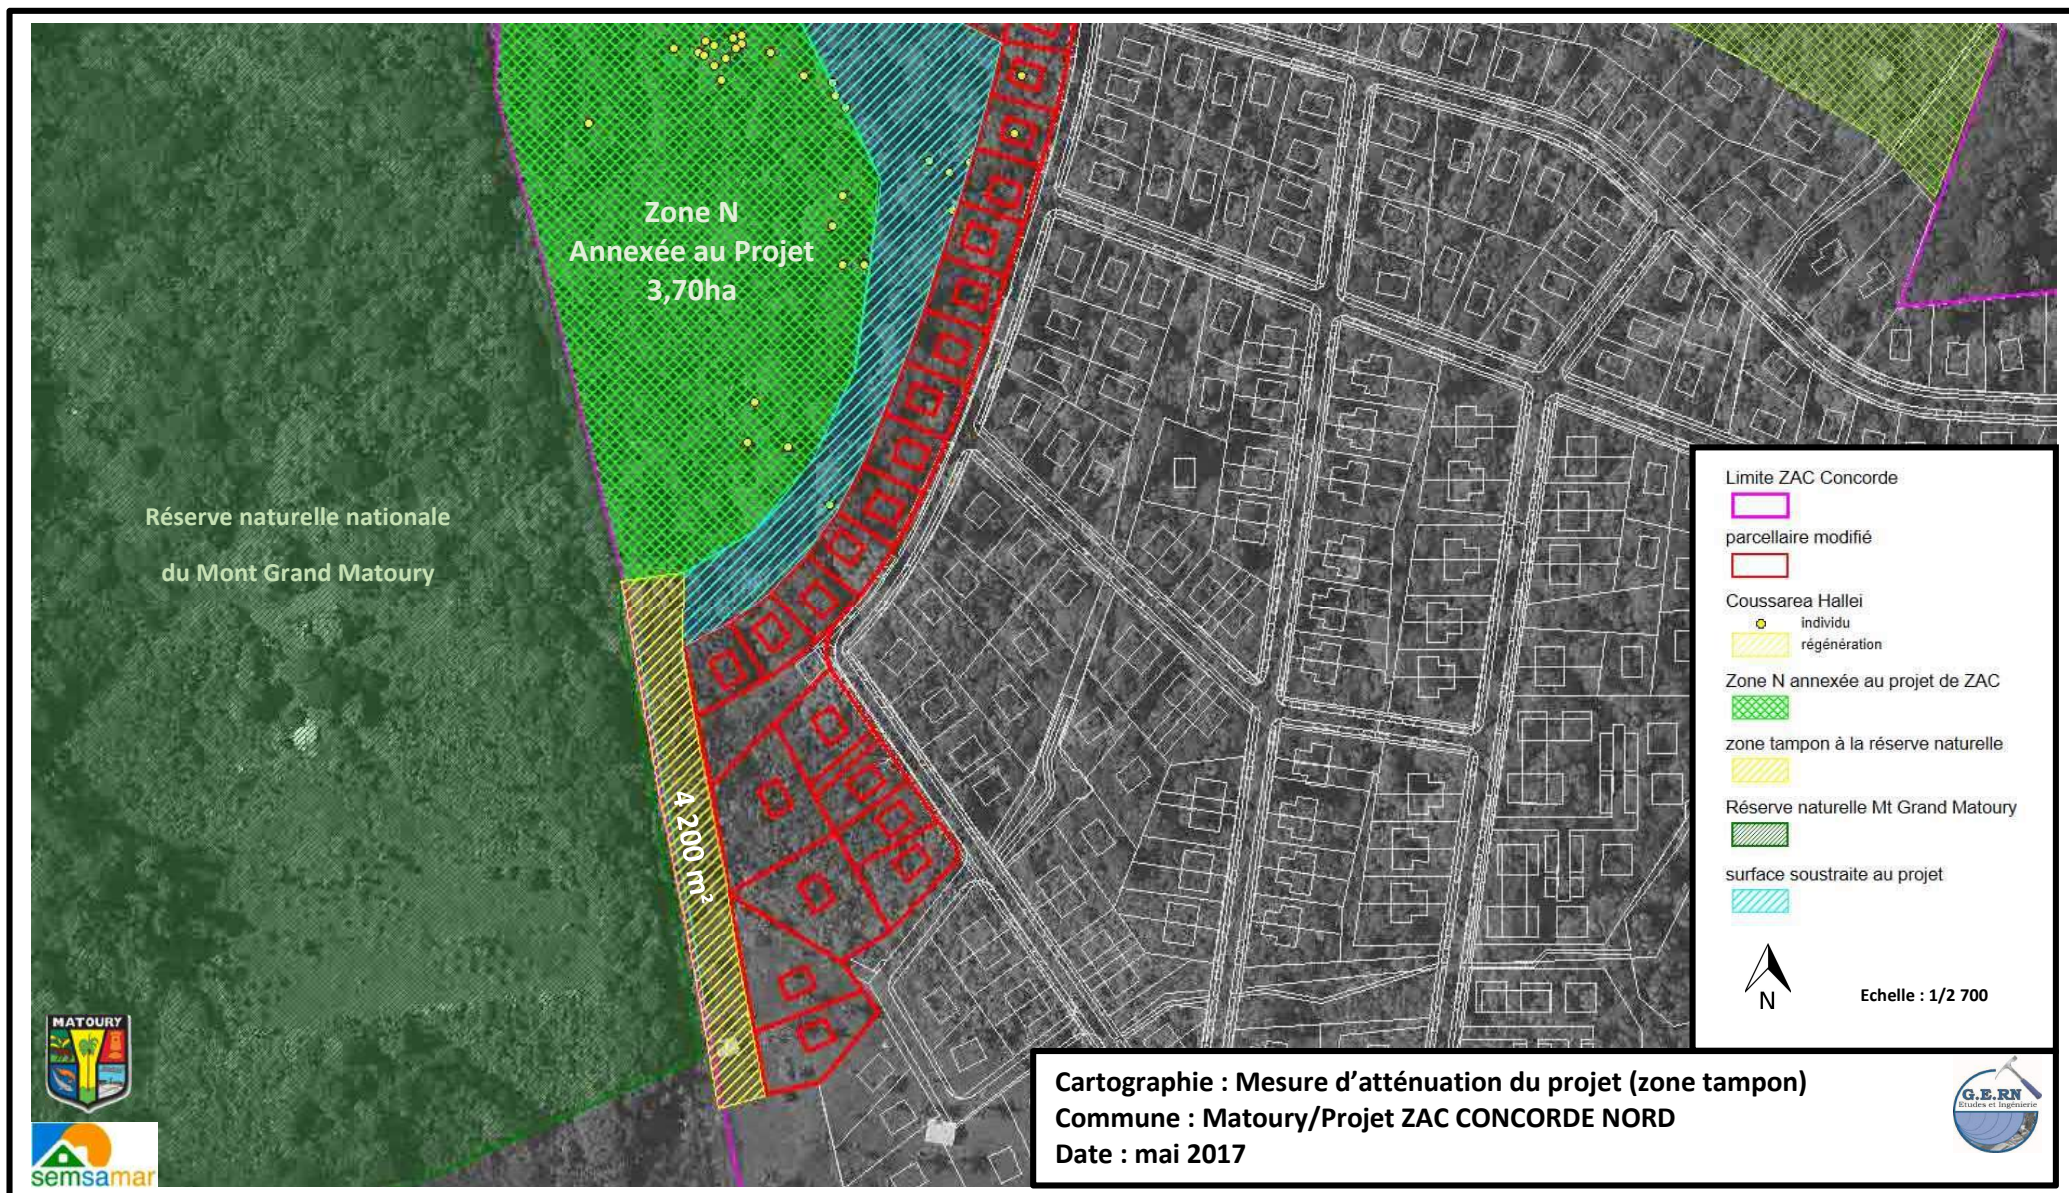 Zone N
Annexée au Projet
3,70ha
Réserve naturelle nationale
du Mont Grand Matoury
4 200 m²
Limite ZAC Concorde
parcellaire modifié
Coussarea Hallei
individu
régénération
Zone N annexée au projet de ZAC
zone tampon à la réserve naturelle
Réserve naturelle Mt Grand Matoury
surface soustraite au projet
N
Echelle : 1/2 700
MATOURY
semsamar
Cartographie : Mesure d’atténuation du projet (zone tampon)
Commune : Matoury/Projet ZAC CONCORDE NORD
Date : mai 2017
G.E.RN
Etudes et Ingénierie